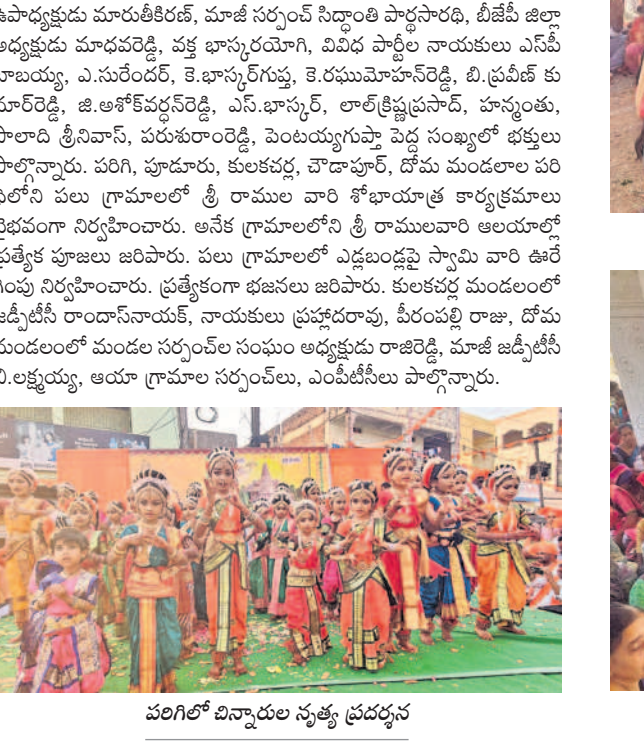 ఉపాధ్యక్షుడు మారుతీకిరణ్, మాజీ సర్పంచ్ సిద్ధాంతి పార్థసారథి, బీజేపీ జిల్లా
అధ్యక్షుడు మాధవరెడ్డి, వక్త భాస్కరయోగి, వివిధ పార్టీల నాయకులు ఎస్‌పీ
బాబయ్య, ఎ.సురేందర్, కె.భాస్కర్‌గుప్త, కె.రఘుమోహన్‌రెడ్డి, బి.ప్రవీణ్ కు
మార్‌రెడ్డి, జి.అశోక్‌వర్ధన్‌రెడ్డి, ఎస్.భాస్కర్, లాల్‌క్రిష్ణప్రసాద్, హన్మంతు,
పాలాది శ్రీనివాస్, పరుశురాంరెడ్డి, పెంటయ్యగుప్తా పెద్ద సంఖ్యలో భక్తులు
పాల్గొన్నారు. పరిగి, పూడూరు, కులకచర్ల, చౌడాపూర్, దోమ మండలాల పరి
ధిలోని పలు గ్రామాలలో శ్రీ రాముల వారి శోభాయాత్ర కార్యక్రమాలు
వైభవంగా నిర్వహించారు. అనేక గ్రామాలలోని శ్రీ రాములవారి ఆలయాల్లో
ప్రత్యేక పూజలు జరిపారు. పలు గ్రామాలలో ఎడ్లబండ్లపై స్వామి వారి ఊరే
గింపు నిర్వహించారు. ప్రత్యేకంగా భజనలు జరిపారు. కులకచర్ల మండలంలో
జడ్పీటీసీ రాందాస్‌నాయక్, నాయకులు ప్రహ్లాదరావు, పీరంపల్లి రాజు, దోమ
మండలంలో మండల సర్పంచ్‌ల సంఘం అధ్యక్షుడు రాజిరెడ్డి, మాజీ జడ్పీటీసీ
వి.లక్ష్మయ్య, ఆయా గ్రామాల సర్పంచ్‌లు, ఎంపీటీసీలు పాల్గొన్నారు.
పరిగిలో చిన్నారుల నృత్య ప్రదర్శన